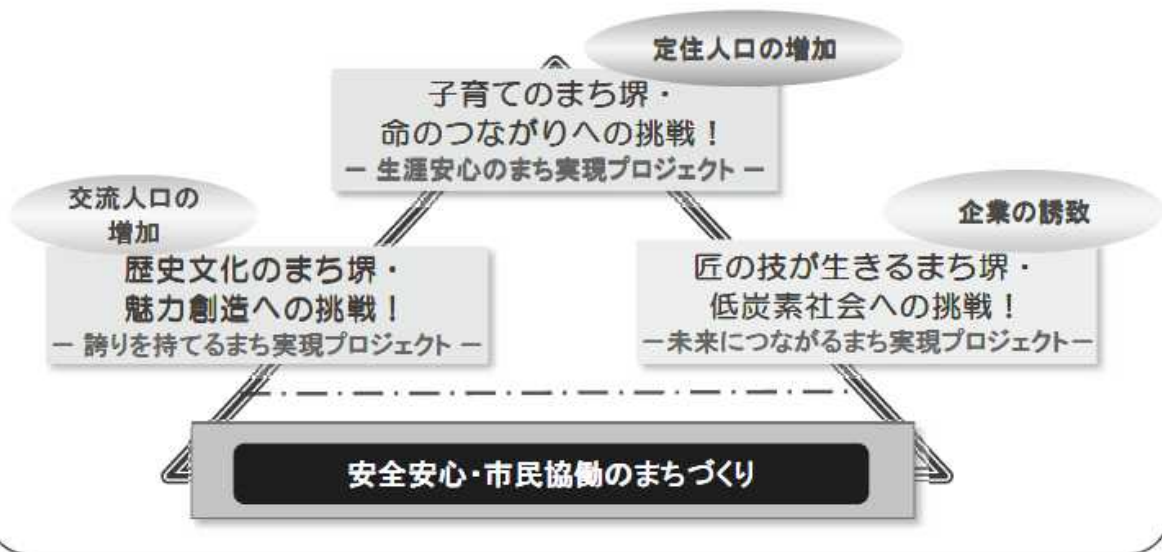 定住人口の増加
子育てのまち堺・
命のつながりへの挑戦！
― 生涯安心のまち実現プロジェクト ―
交流人口の
増加
歴史文化のまち堺・
魅力創造への挑戦！
― 誇りを持てるまち実現プロジェクト ―
企業の誘致
匠の技が生きるまち堺・
低炭素社会への挑戦！
―未来につながるまち実現プロジェクト―
安全安心・市民協働のまちづくり